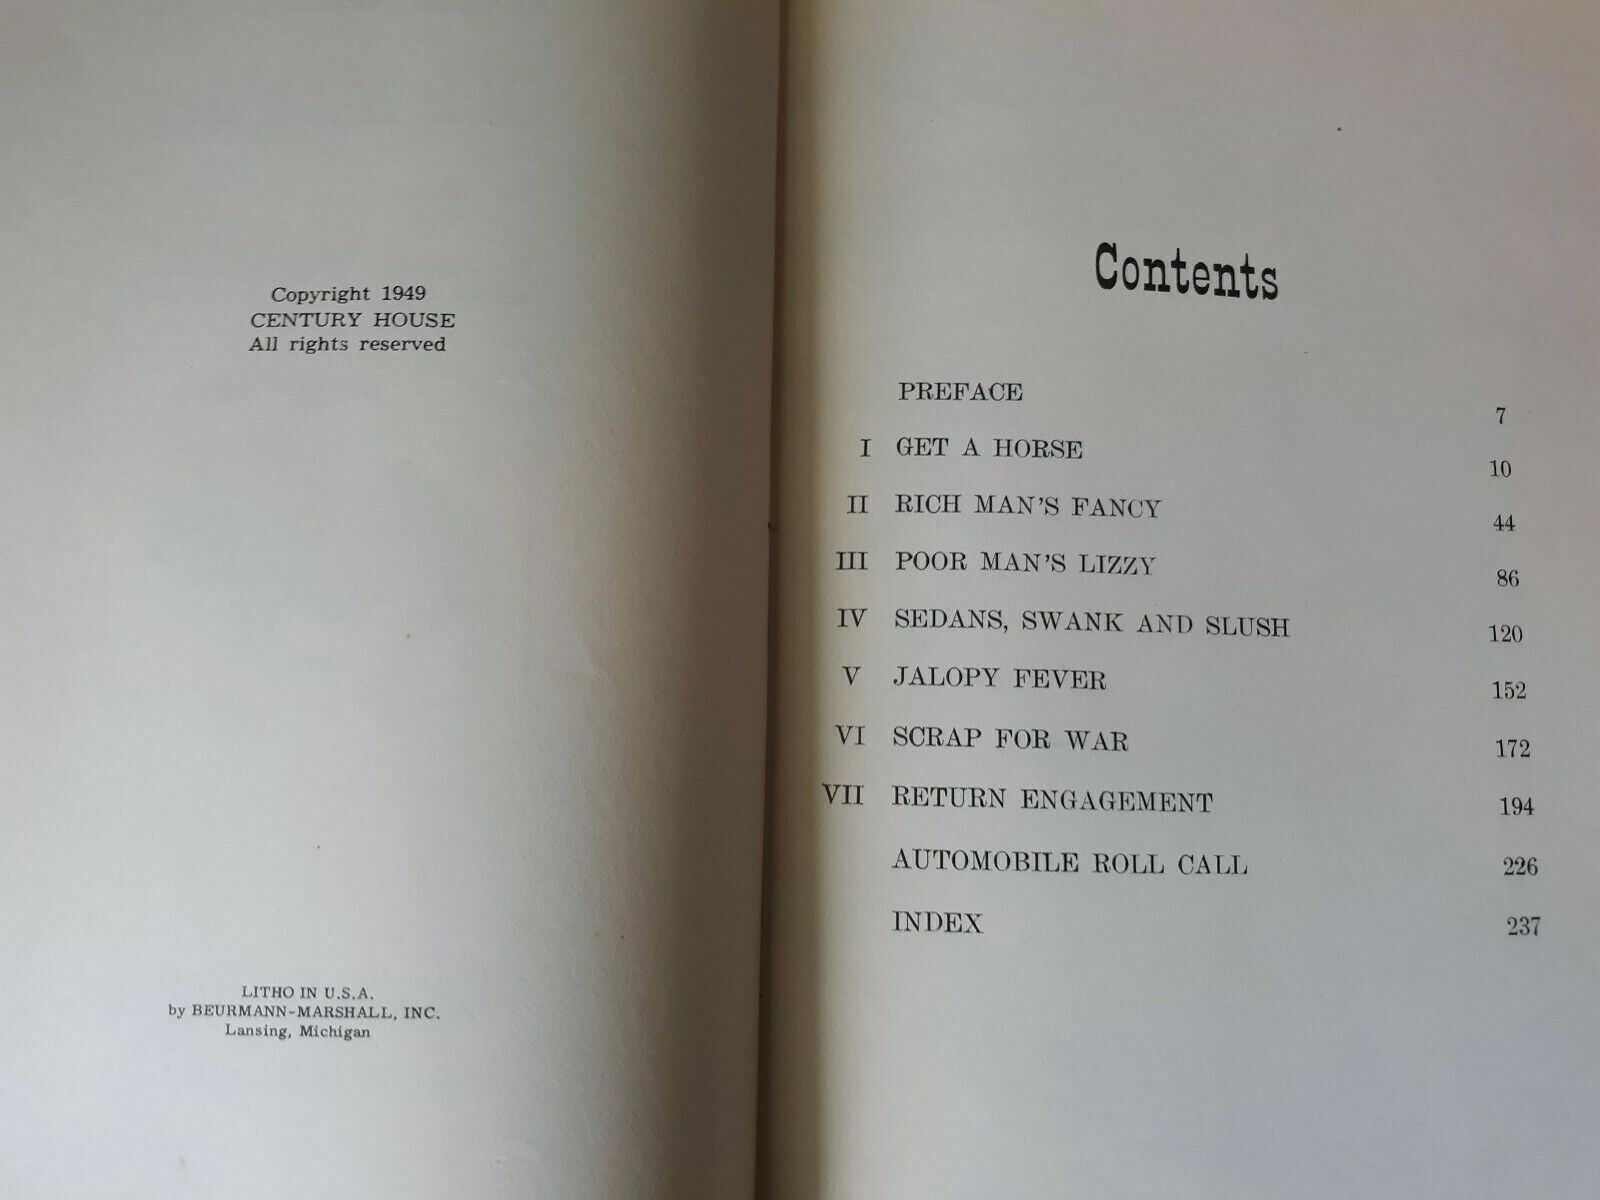 Copyright 1949
CENTURY HOUSE
All rights reserved
LITHO IN U.S.A.
by BEURMANN-MARSHALL, INC.
Lansing, Michigan
Contents
PREFACE 7
I GET A HORSE 10
II RICH MAN'S FANCY 44
III POOR MAN'S LIZZY 86
IV SEDANS, SWANK AND SLUSH 120
V JALOPY FEVER 152
VI SCRAP FOR WAR 172
VII RETURN ENGAGEMENT 194
AUTOMOBILE ROLL CALL 226
INDEX 237